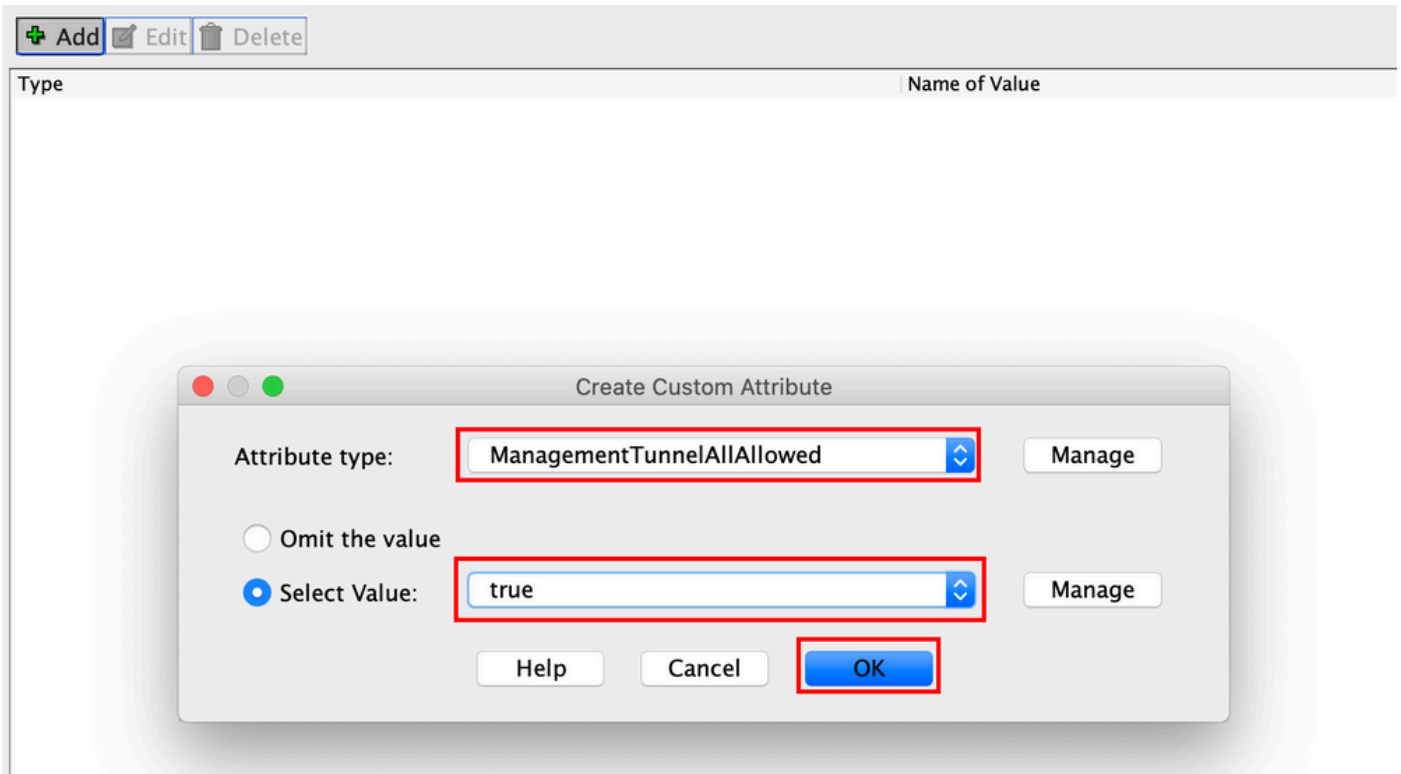 Add Edit Delete
Type Name of Value
Create Custom Attribute
Attribute type: ManagementTunnelAllAllowed Manage
Omit the value
Select Value: true Manage
Help Cancel OK